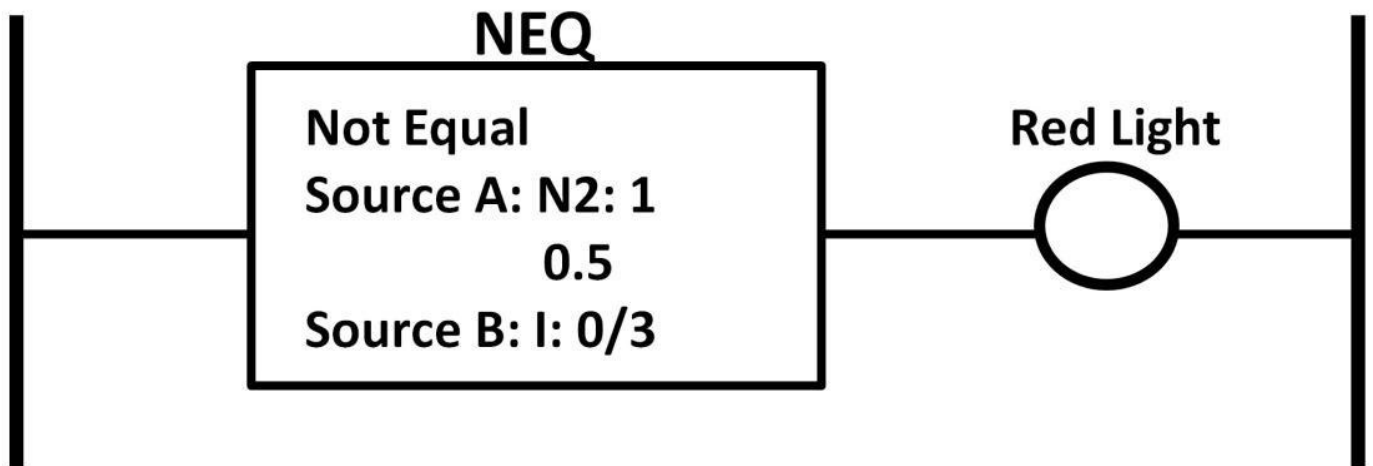 NEQ
Not Equal
Red Light
Source A: N2: 1
0.5
Source B: I: 0/3